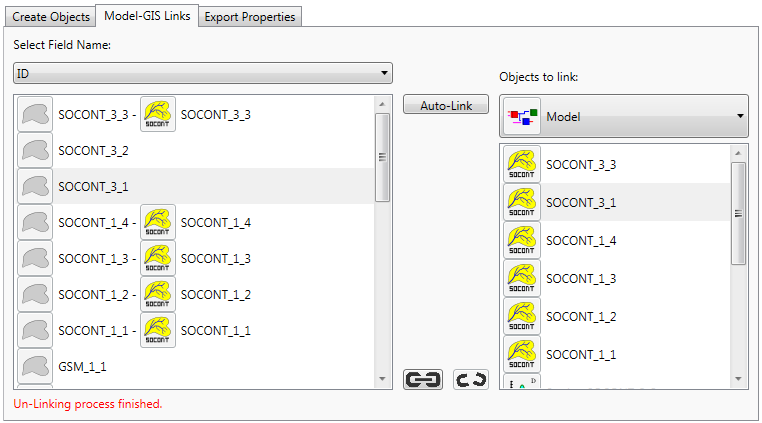 Create Objects
Model-GIS Links
Export Properties
Select Field Name:
ID
SOCONT_3_3 - SOCONT SOCONT_3_3
SOCONT_3_2
SOCONT_3_1
SOCONT_1_4 - SOCONT SOCONT_1_4
SOCONT_1_3 - SOCONT SOCONT_1_3
SOCONT_1_2 - SOCONT SOCONT_1_2
SOCONT_1_1 - SOCONT SOCONT_1_1
GSM_1_1
Un-Linking process finished.
Auto-Link
Objects to link:
Model
SOCONT SOCONT_3_3
SOCONT SOCONT_3_1
SOCONT SOCONT_1_4
SOCONT SOCONT_1_3
SOCONT SOCONT_1_2
SOCONT SOCONT_1_1